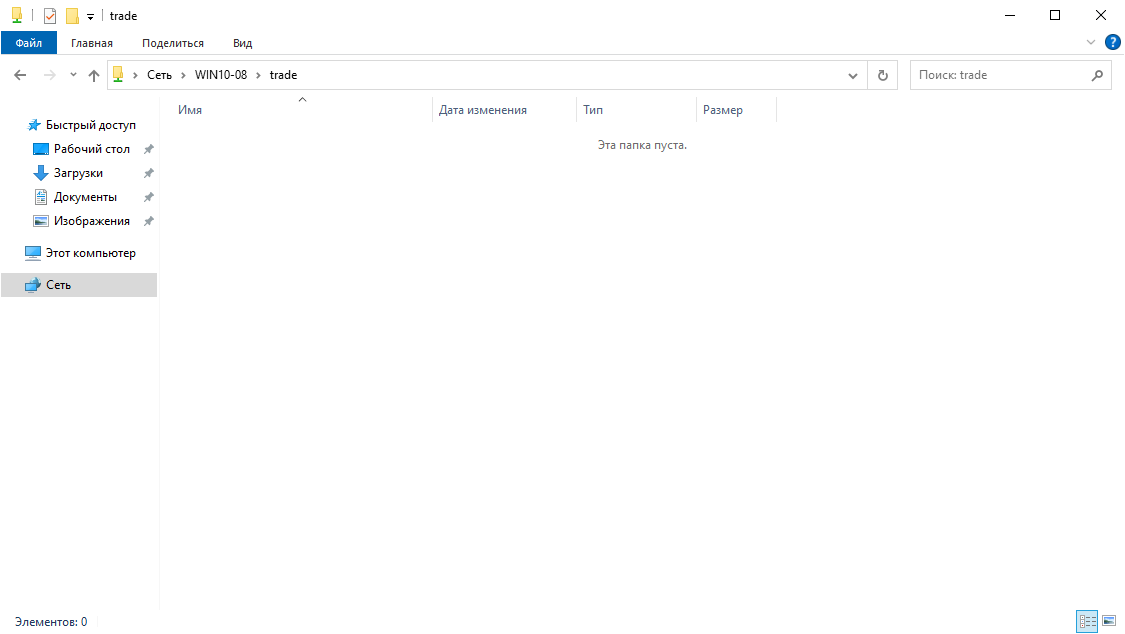 trade
Файл Главная Поделиться Вид
Сеть WIN10-08 trade Поиск: trade
Имя Дата изменения Тип Размер
Эта папка пуста.
Быстрый доступ
Рабочий стол
Загрузки
Документы
Изображения
Этот компьютер
Сеть
Элементов: 0